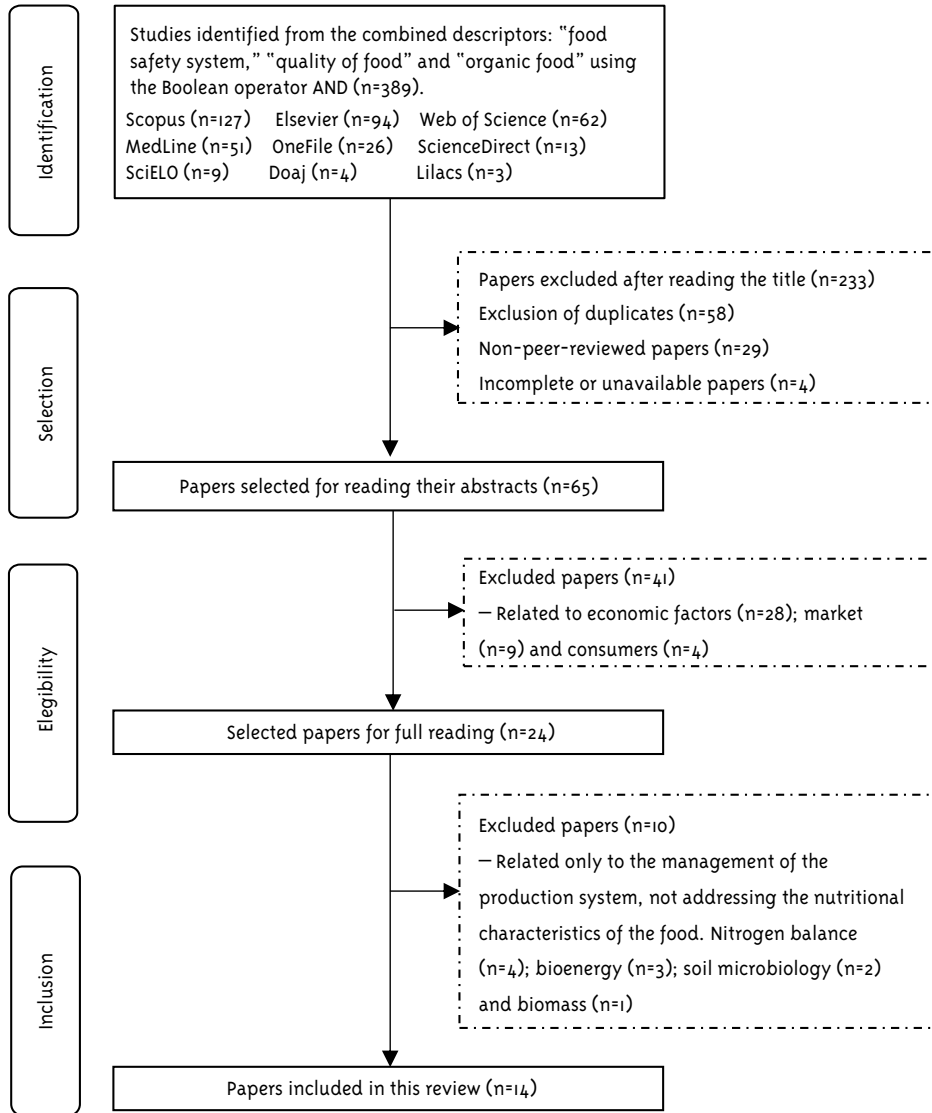 Identification
Studies identified from the combined descriptors: “food
safety system,” “quality of food” and “organic food” using
the Boolean operator AND (n=389).
Scopus (n=127) Elsevier (n=94) Web of Science (n=62)
MedLine (n=51) OneFile (n=26) ScienceDirect (n=13)
SciELO (n=9) Doaj (n=4) Lilacs (n=3)
Selection
Papers excluded after reading the title (n=233)
Exclusion of duplicates (n=58)
Non-peer-reviewed papers (n=29)
Incomplete or unavailable papers (n=4)
Papers selected for reading their abstracts (n=65)
Elegibility
Excluded papers (n=41)
– Related to economic factors (n=28); market
(n=9) and consumers (n=4)
Selected papers for full reading (n=24)
Inclusion
Excluded papers (n=10)
– Related only to the management of the
production system, not addressing the nutritional
characteristics of the food. Nitrogen balance
(n=4); bioenergy (n=3); soil microbiology (n=2)
and biomass (n=1)
Papers included in this review (n=14)